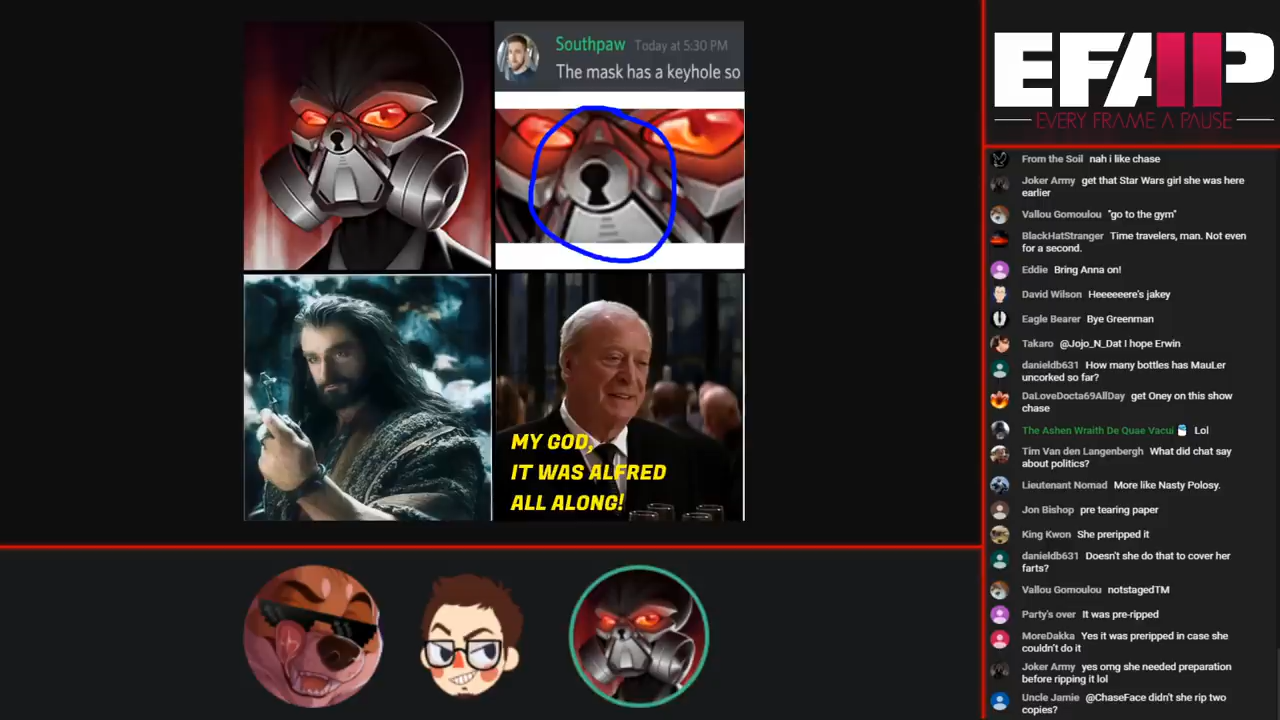 Southpaw Today at 5:30 PM
The mask has a keyhole so
MY GOD,
IT WAS ALFRED
ALL ALONG!
EFAP
EVERY FRAME A PAUSE
From the Soil nah i like chase
Joker Army get that Star Wars girl she was here
earlier
Vallou Gomoulou "go to the gym"
BlackHatStranger Time travelers, man. Not even
for a second.
Eddie Bring Anna on!
David Wilson Heeeeeere's jakey
Eagle Bearer Bye Greenman
Takaro @Jojo_N_Dat I hope Erwin
danieldb631 How many bottles has MauLer
uncorked so far?
DaLoveDocta69AllDay get Oney on this show
chase
The Ashen Wraith De Quae Vacui Lol
Tim Van den Langenbergh What did chat say
about politics?
Lieutenant Nomad More like Nasty Polosy.
Jon Bishop pre tearing paper
King Kwon She preripped it
danieldb631 Doesn't she do that to cover her
farts?
Vallou Gomoulou notstagedTM
Party's over It was pre-ripped
MoreDakka Yes it was preripped in case she
couldn't do it
Joker Army yes omg she needed preparation
before ripping it lol
Uncle Jamie @ChaseFace didn't she rip two
copies?